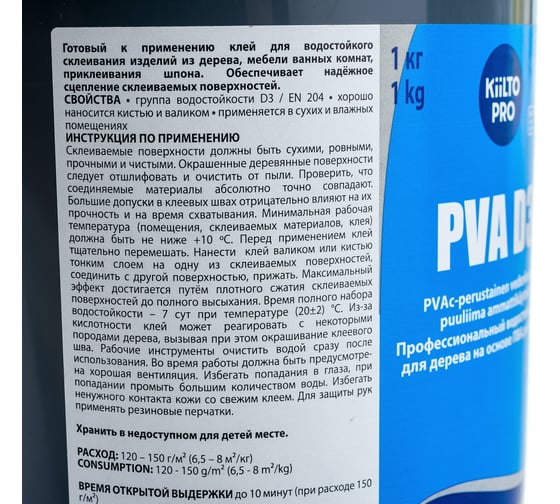 Готовый к применению клей для водостойкого
склеивания изделий из дерева, мебели ванных комнат,
приклеивания шпона. Обеспечивает надёжное
сцепление склеиваемых поверхностей.
СВОЙСТВА • группа водостойкости D3 / EN 204 • хорошо
наносится кистью и валиком • применяется в сухих и влажных
помещениях
ИНСТРУКЦИЯ ПО ПРИМЕНЕНИЮ
Склеиваемые поверхности должны быть сухими, ровными,
прочными и чистыми. Окрашенные деревянные поверхности
следует отшлифовать и очистить от пыли. Проверить, что
соединяемые материалы абсолютно точно совпадают.
Большие допуски в клеевых швах отрицательно влияют на их
прочность и на время схватывания. Минимальная рабочая
температура (помещения, склеиваемых материалов, клея)
должна быть не ниже +10 ºС. Перед применением клей
тщательно перемешать. Нанести клей валиком или кистью
тонким слоем на одну из склеиваемых поверхностей,
соединить с другой поверхностью, прижать. Максимальный
эффект достигается путём плотного сжатия склеиваемых
поверхностей до полного высыхания. Время полного набора
водостойкости – 7 сут при температуре (20±2) °С. Из-за
кислотности клей может реагировать с некоторыми
породами дерева, вызывая при этом окрашивание клеевого
шва. Рабочие инструменты очистить водой сразу после
использования. Во время работы должна быть предусмотре-
на хорошая вентиляция. Избегать попадания в глаза, при
попадании промыть большим количеством воды. Избегать
ненужного контакта кожи со свежим клеем. Для защиты рук
применять резиновые перчатки.
Хранить в недоступном для детей месте.
РАСХОД: 120 – 150 г/м² (6,5 – 8 м²/кг)
CONSUMPTION: 120 - 150 g/m² (6,5 - 8 m²/kg)
ВРЕМЯ ОТКРЫТОЙ ВЫДЕРЖКИ до 10 минут (при расходе 150
г/м²)
1 кг
1 kg
KiiLTO
PRO
PVA D3
PVAc-perustainen
puuliima
Профессиональный
для дерева на основе